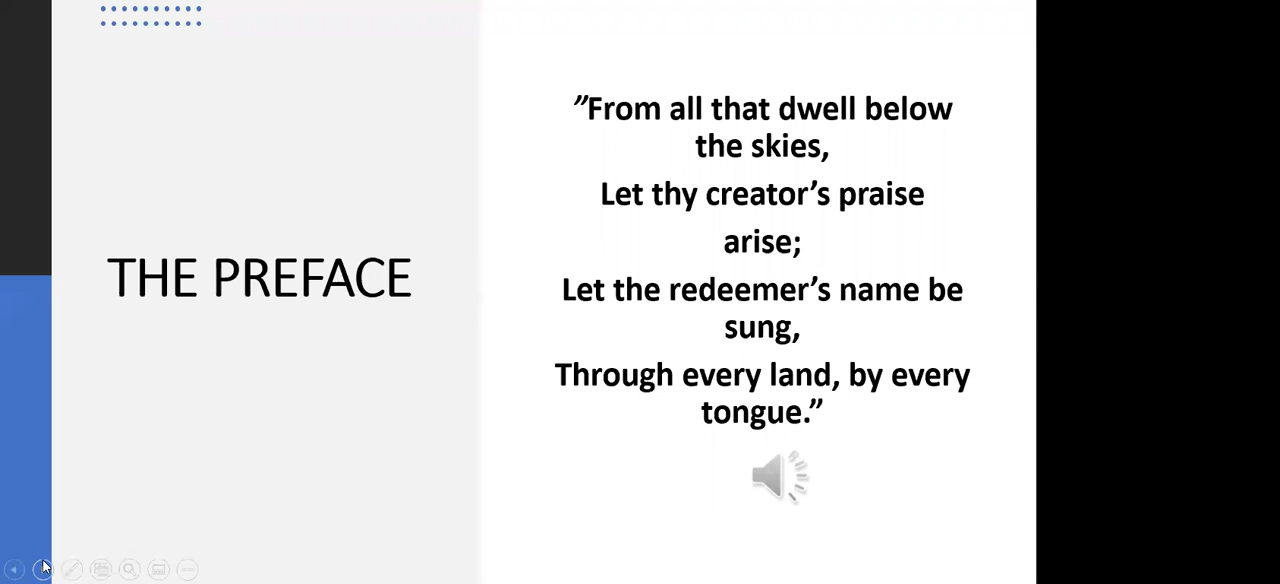 THE PREFACE
”From all that dwell below
the skies,
Let thy creator’s praise
arise;
Let the redeemer’s name be
sung,
Through every land, by every
tongue.”